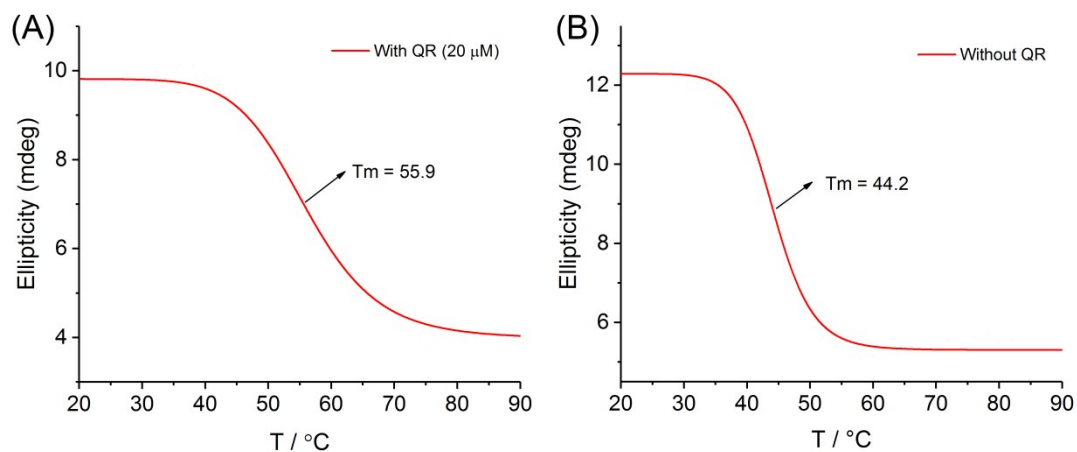 (A)
With QR (20 μM)
Tm = 55.9
Ellipticity (mdeg)
10
8
6
4
20 30 40 50 60 70 80 90
T / °C
(B)
Without QR
Tm = 44.2
Ellipticity (mdeg)
12
10
8
6
20 30 40 50 60 70 80 90
T / °C